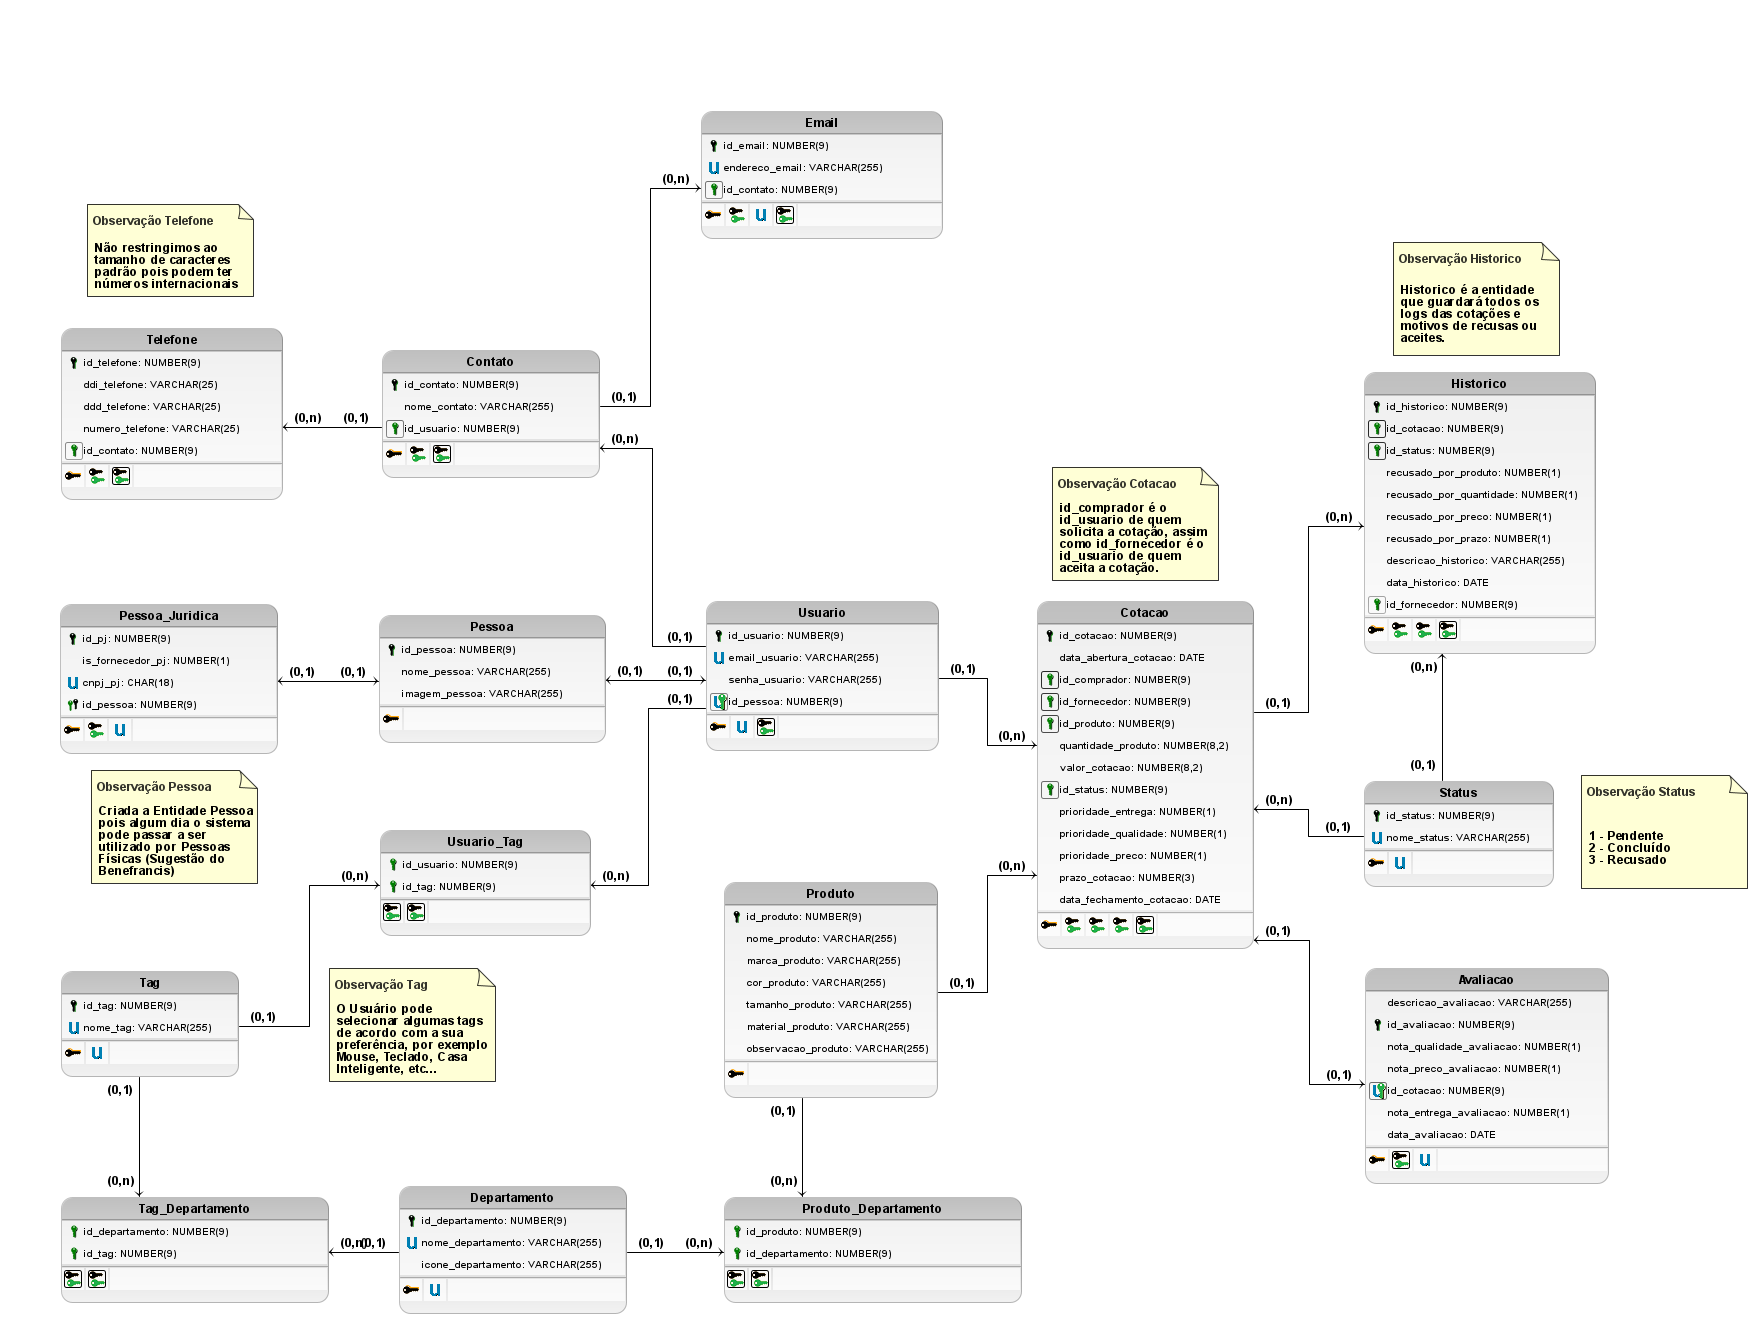 Email
id_email: NUMBER(9)
endereco_email: VARCHAR(255)
id_contato: NUMBER(9)
(0,n)
Observação Telefone
Não restringimos ao
tamanho de caracteres
padrão pois podem ter
números internacionais
Observação Historico
Historico é a entidade
que guardará todos os
logs das cotações e
motivos de recusas ou
aceites.
Telefone
id_telefone: NUMBER(9)
ddi_telefone: VARCHAR(25)
ddd_telefone: VARCHAR(25)
numero_telefone: VARCHAR(25)
id_contato: NUMBER(9)
(0,n)
(0,1)
Contato
id_contato: NUMBER(9)
nome_contato: VARCHAR(255)
id_usuario: NUMBER(9)
(0,1)
(0,n)
Historico
id_historico: NUMBER(9)
id_cotacao: NUMBER(9)
id_status: NUMBER(9)
recusado_por_produto: NUMBER(1)
recusado_por_quantidade: NUMBER(1)
recusado_por_preco: NUMBER(1)
recusado_por_prazo: NUMBER(1)
descricao_historico: VARCHAR(255)
data_historico: DATE
id_fornecedor: NUMBER(9)
(0,n)
(0,n)
Observação Cotacao
id_comprador é o
id_usuario de quem
solicita a cotação, assim
como id_fornecedor é o
id_usuario de quem
aceita a cotação.
Pessoa_Juridica
id_pj: NUMBER(9)
is_fornecedor_pj: NUMBER(1)
cnpj_pj: CHAR(18)
id_pessoa: NUMBER(9)
(0,1)
(0,1)
Pessoa
id_pessoa: NUMBER(9)
nome_pessoa: VARCHAR(255)
imagem_pessoa: VARCHAR(255)
(0,1)
(0,1)
(0,1)
(0,1)
Usuario
id_usuario: NUMBER(9)
email_usuario: VARCHAR(255)
senha_usuario: VARCHAR(255)
id_pessoa: NUMBER(9)
(0,1)
(0,n)
Cotacao
id_cotacao: NUMBER(9)
data_abertura_cotacao: DATE
id_comprador: NUMBER(9)
id_fornecedor: NUMBER(9)
id_produto: NUMBER(9)
quantidade_produto: NUMBER(8,2)
valor_cotacao: NUMBER(8,2)
id_status: NUMBER(9)
prioridade_entrega: NUMBER(1)
prioridade_qualidade: NUMBER(1)
prioridade_preco: NUMBER(1)
prazo_cotacao: NUMBER(3)
data_fechamento_cotacao: DATE
(0,1)
(0,n)
(0,1)
(0,1)
Status
id_status: NUMBER(9)
nome_status: VARCHAR(255)
Observação Status
1 - Pendente
2 - Concluído
3 - Recusado
Observação Pessoa
Criada a Entidade Pessoa
pois algum dia o sistema
pode passar a ser
utilizado por Pessoas
Físicas (Sugestão do
Benefrancis)
Usuario_Tag
id_usuario: NUMBER(9)
id_tag: NUMBER(9)
(0,n)
(0,n)
Produto
id_produto: NUMBER(9)
nome_produto: VARCHAR(255)
marca_produto: VARCHAR(255)
cor_produto: VARCHAR(255)
tamanho_produto: VARCHAR(255)
material_produto: VARCHAR(255)
observacao_produto: VARCHAR(255)
(0,n)
(0,1)
(0,1)
(0,1)
Avaliacao
descricao_avaliacao: VARCHAR(255)
id_avaliacao: NUMBER(9)
nota_qualidade_avaliacao: NUMBER(1)
nota_preco_avaliacao: NUMBER(1)
id_cotacao: NUMBER(9)
nota_entrega_avaliacao: NUMBER(1)
data_avaliacao: DATE
Tag
id_tag: NUMBER(9)
nome_tag: VARCHAR(255)
(0,1)
Observação Tag
O Usuário pode
selecionar algumas tags
de acordo com a sua
preferência, por exemplo
Mouse, Teclado, Casa
Inteligente, etc...
(0,1)
(0,n)
(0,1)
(0,n)
Tag_Departamento
id_departamento: NUMBER(9)
id_tag: NUMBER(9)
(0,n)
(0,1)
Departamento
id_departamento: NUMBER(9)
nome_departamento: VARCHAR(255)
icone_departamento: VARCHAR(255)
(0,1)
(0,n)
Produto_Departamento
id_produto: NUMBER(9)
id_departamento: NUMBER(9)